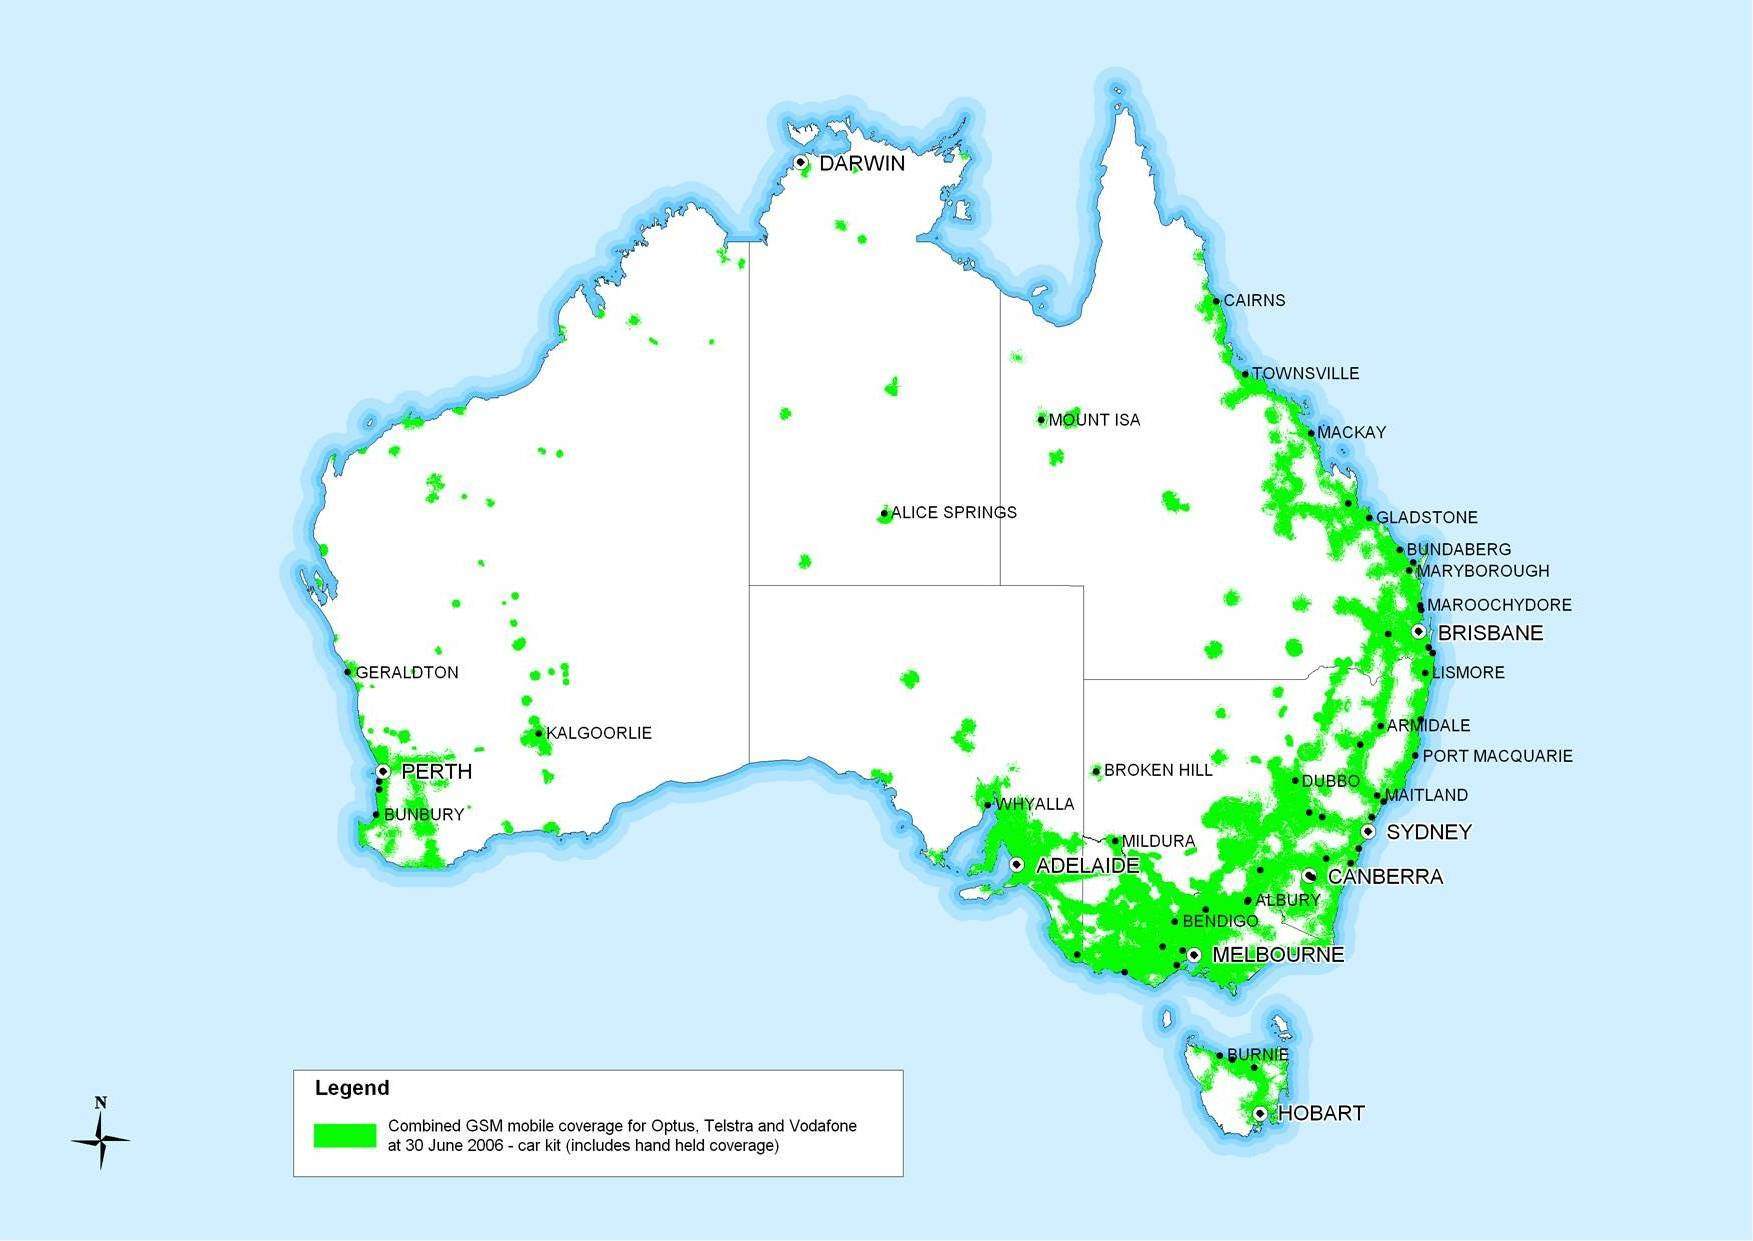 DARWIN
CAIRNS
TOWNSVILLE
MOUNT ISA
MACKAY
ALICE SPRINGS
GLADSTONE
BUNDABERG
MARYBOROUGH
MAROOCHYDORE
BRISBANE
GERALDTON
LISMORE
KALGOORLIE
ARMIDALE
PORT MACQUARIE
PERTH
BROKEN HILL
DUBBO
MAITLAND
WHYALLA
BUNBURY
SYDNEY
MILDURA
ADELAIDE
CANBERRA
ALBURY
BENDIGO
MELBOURNE
BURNIE
HOBART
N
Legend
Combined GSM mobile coverage for Optus, Telstra and Vodafone
at 30 June 2006 - car kit (includes hand held coverage)